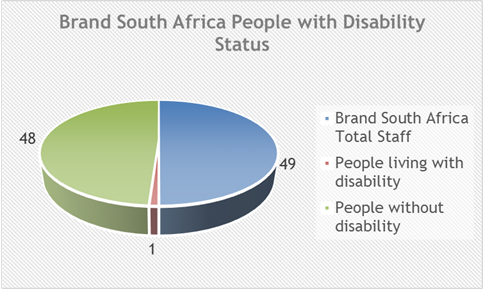 Brand South Africa People with Disability
Status
48
49
1
Brand South Africa
Total Staff
People living with
disability
People without
disability